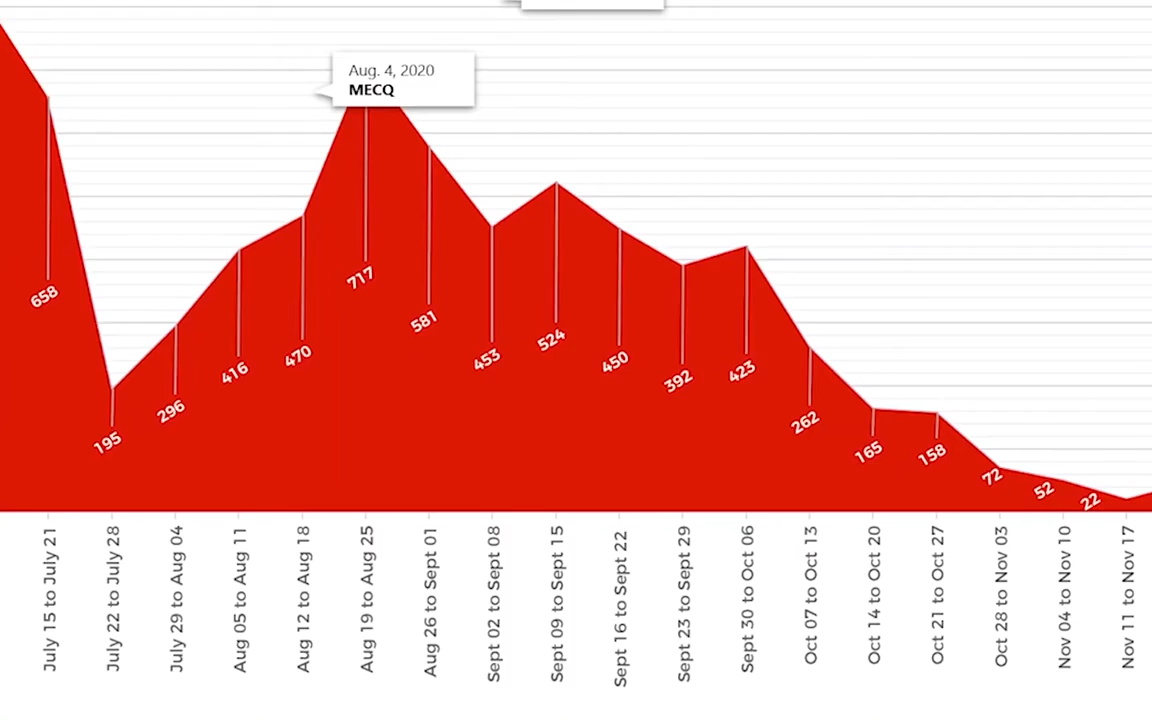 Aug. 4, 2020
MECQ
658
195
296
416
470
717
581
453
524
450
392
423
262
165
158
72
52
22
July 15 to July 21
July 22 to July 28
July 29 to Aug 04
Aug 05 to Aug 11
Aug 12 to Aug 18
Aug 19 to Aug 25
Aug 26 to Sept 01
Sept 02 to Sept 08
Sept 09 to Sept 15
Sept 16 to Sept 22
Sept 23 to Sept 29
Sept 30 to Oct 06
Oct 07 to Oct 13
Oct 14 to Oct 20
Oct 21 to Oct 27
Oct 28 to Nov 03
Nov 04 to Nov 10
Nov 11 to Nov 17